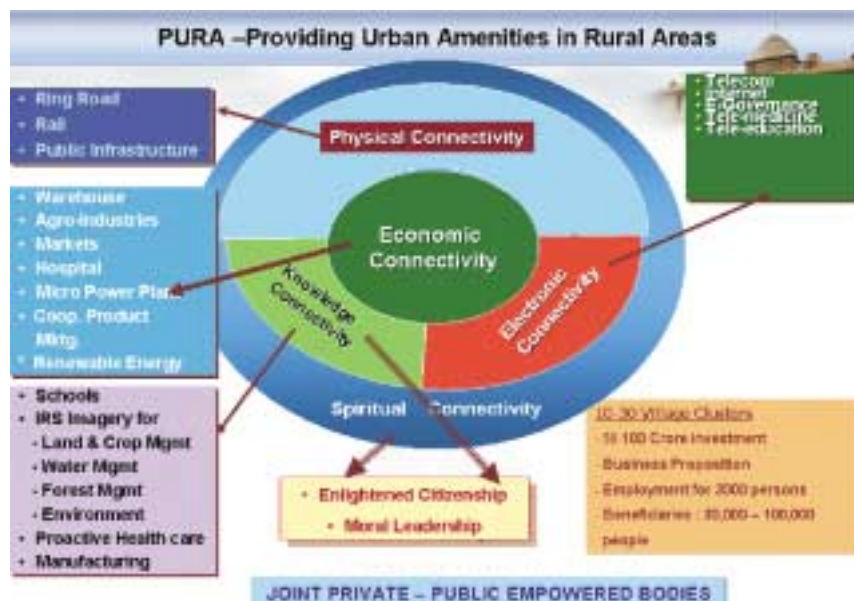 PURA –Providing Urban Amenities in Rural Areas
• Ring Road
• Rail
• Public Infrastructure
Physical Connectivity
• Telecom
• Internet
• E-Governance
• Tele-medicine
• Tele-education
• Warehouse
• Agro-Industries
• Markets
• Hospital
• Micro Power Plant
• Coop. Product
Mktg.
* Renewable Energy
Economic
Connectivity
Knowledge
Connectivity
Electronic
Connectivity
• Schools
• IRS Imagery for
- Land & Crop Mgmt
- Water Mgmt
- Forest Mgmt
- Environment
• Proactive Health care
• Manufacturing
Spiritual Connectivity
• Enlightened Citizenship
• Moral Leadership
Village Clusters
100 Crore Investment
Business Proposition
- Employment for 3000 persons
Beneficiaries : – 100,000
people
JOINT PRIVATE – PUBLIC EMPOWERED BODIES